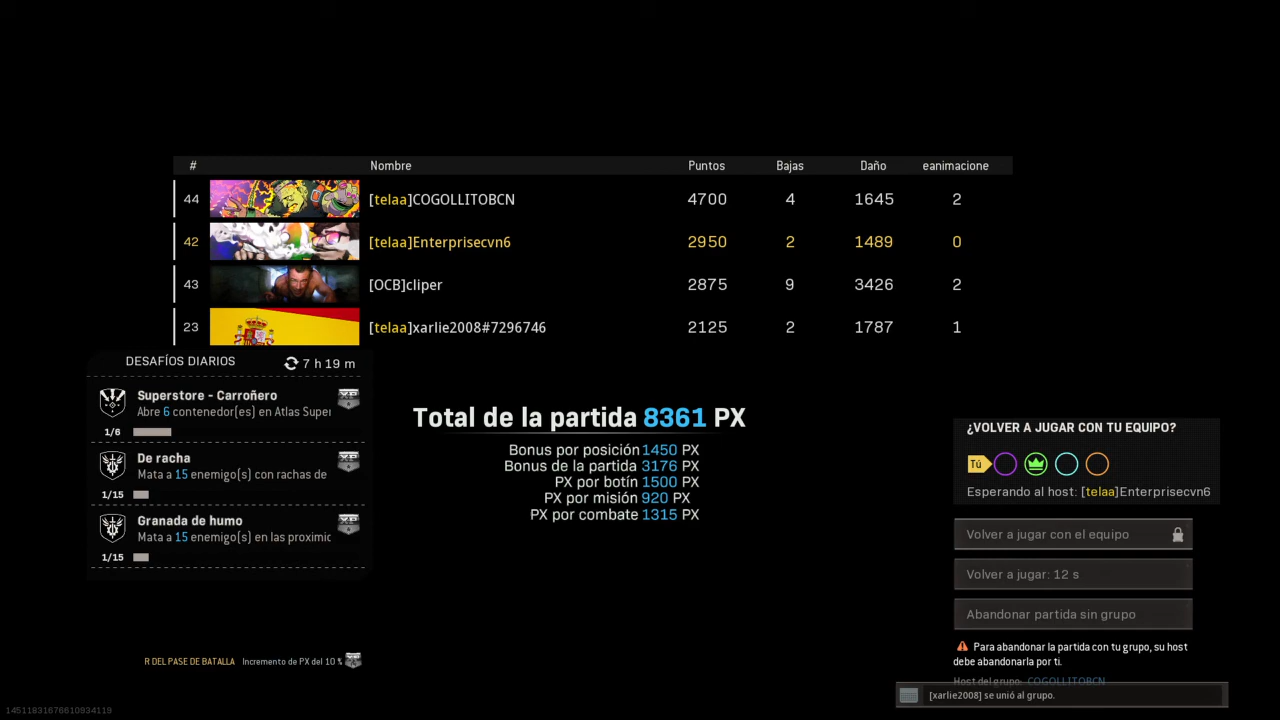 # Nombre Puntos Bajas Daño eanimacione
44 [telaa]COGOLLITOBCN 4700 4 1645 2
42 [telaa]Enterprisecvn6 2950 2 1489 0
43 [OCB]cliper 2875 9 3426 2
23 [telaa]xarlie2008#7296746 2125 2 1787 1
DESAFÍOS DIARIOS 7 h 19 m
Superstore - Carroñero
Abre 6 contenedor(es) en Atlas Super
1/6
De racha
Mata a 15 enemigo(s) con rachas de
1/15
Granada de humo
Mata a 15 enemigo(s) en las proximic
1/15
Total de la partida 8361 PX
Bonus por posición 1450 PX
Bonus de la partida 3176 PX
PX por botín 1500 PX
PX por misión 920 PX
PX por combate 1315 PX
¿VOLVER A JUGAR CON TU EQUIPO?
Tú
Esperando al host: [telaa]Enterprisecvn6
Volver a jugar con el equipo
Volver a jugar: 12 s
Abandonar partida sin grupo
Para abandonar la partida con tu grupo, su host
debe abandonarla por ti.
Host del grupo: COGOLLITOBCN
[xarlie2008] se unió al grupo.
R DEL PASE DE BATALLA Incremento de PX del 10 %
14511831676610934119